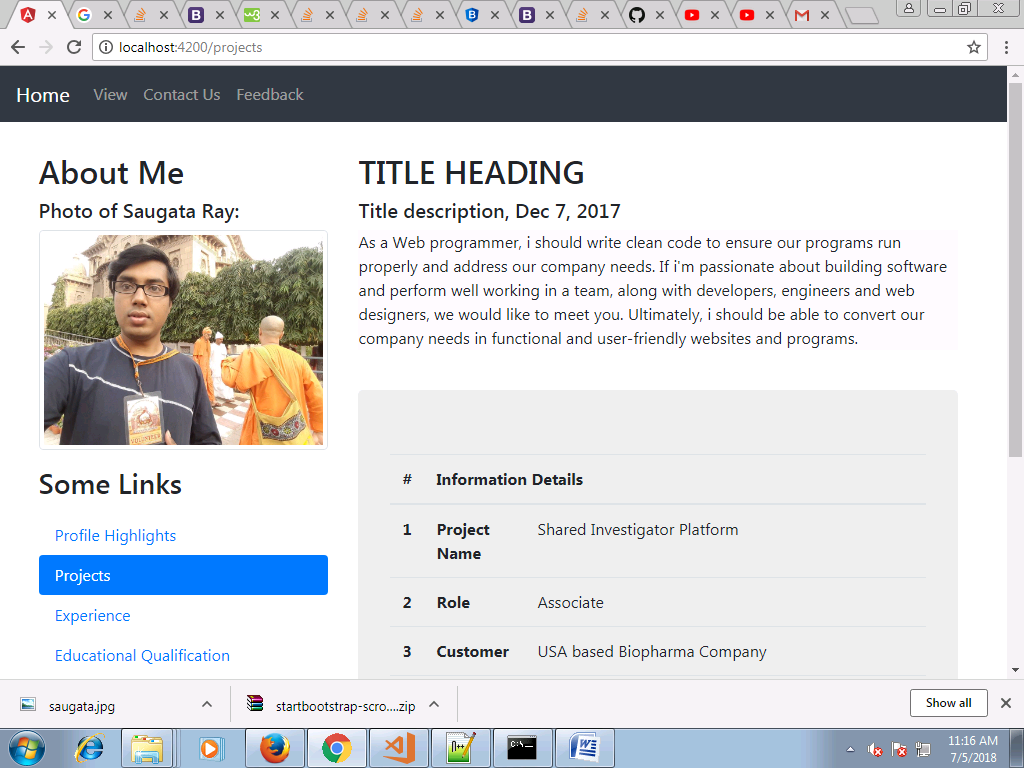 localhost:4200/projects
Home View Contact Us Feedback
About Me
Photo of Saugata Ray:
VOLUNTEER
Some Links
Profile Highlights
Projects
Experience
Educational Qualification
TITLE HEADING
Title description, Dec 7, 2017
As a Web programmer, i should write clean code to ensure our programs run
properly and address our company needs. If i'm passionate about building software
and perform well working in a team, along with developers, engineers and web
designers, we would like to meet you. Ultimately, i should be able to convert our
company needs in functional and user-friendly websites and programs.
# Information Details
1 Project Name Shared Investigator Platform
2 Role Associate
3 Customer USA based Biopharma Company
saugata.jpg
startbootstrap-scro....zip
Show all
11:16 AM
7/5/2018